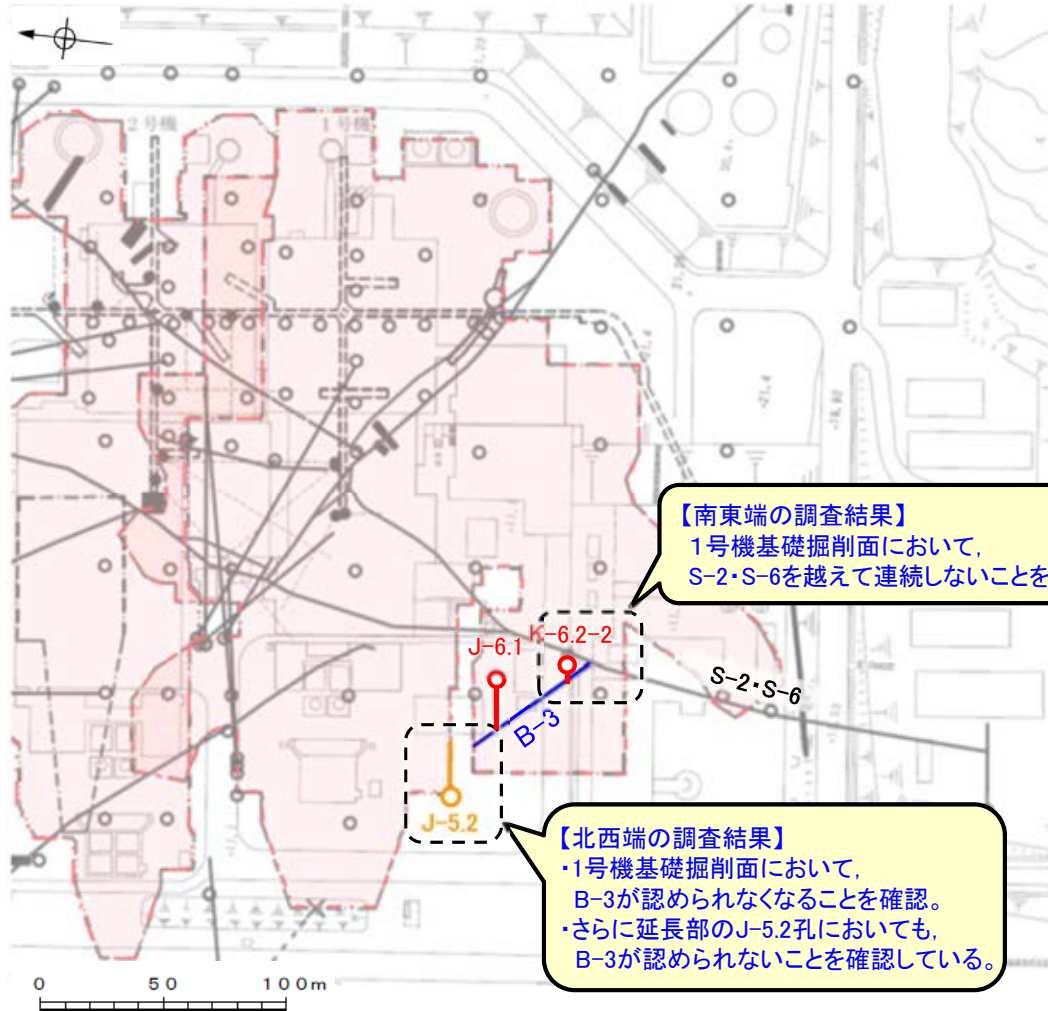 2号機
1号機
21.4
【南東端の調査結果】
1号機基礎掘削面において,
S-2・S-6を越えて連続しないことを
J-6.1
K-6.2-2
S-2・S-6
B-3
J-5.2
【北西端の調査結果】
・1号機基礎掘削面において,
B-3が認められなくなることを確認。
・さらに延長部のJ-5.2孔においても,
B-3が認められないことを確認している。
0 50 100m